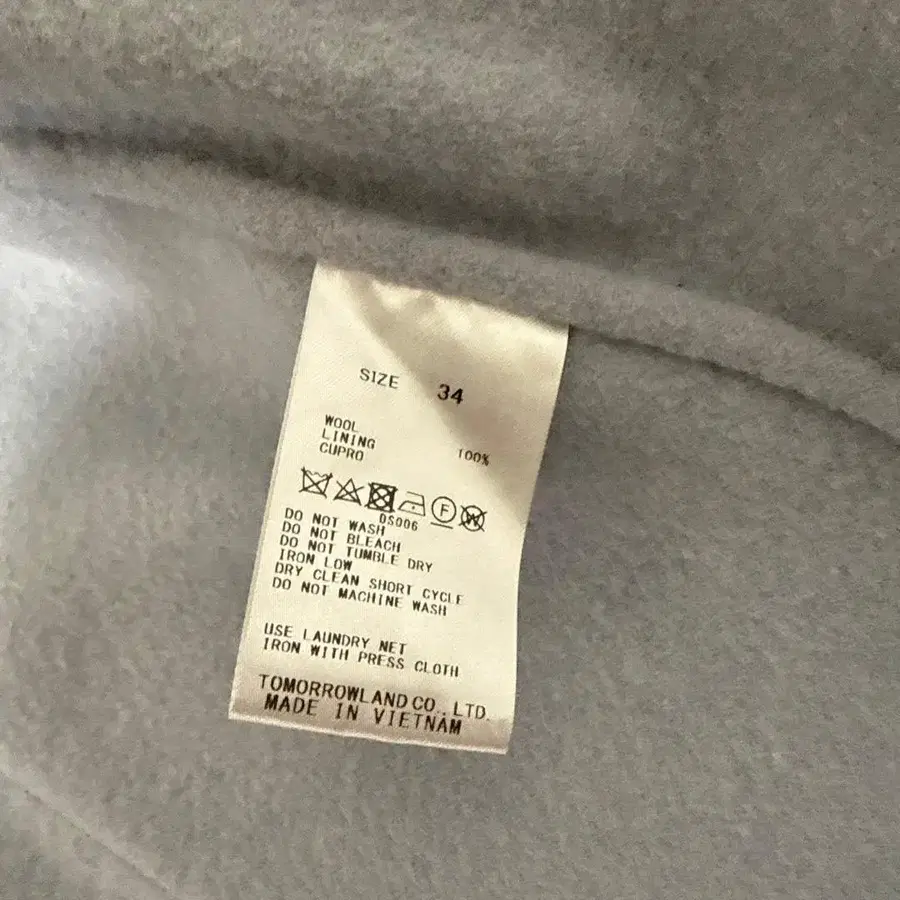 SIZE 34
WOOL
LINING
CUPRO 100%
F W
DS006
DO NOT WASH
DO NOT BLEACH
DO NOT TUMBLE DRY
IRON LOW
DRY CLEAN SHORT CYCLE
DO NOT MACHINE WASH
USE LAUNDRY NET
IRON WITH PRESS CLOTH
TOMORROWLAND CO., LTD.
MADE IN VIETNAM